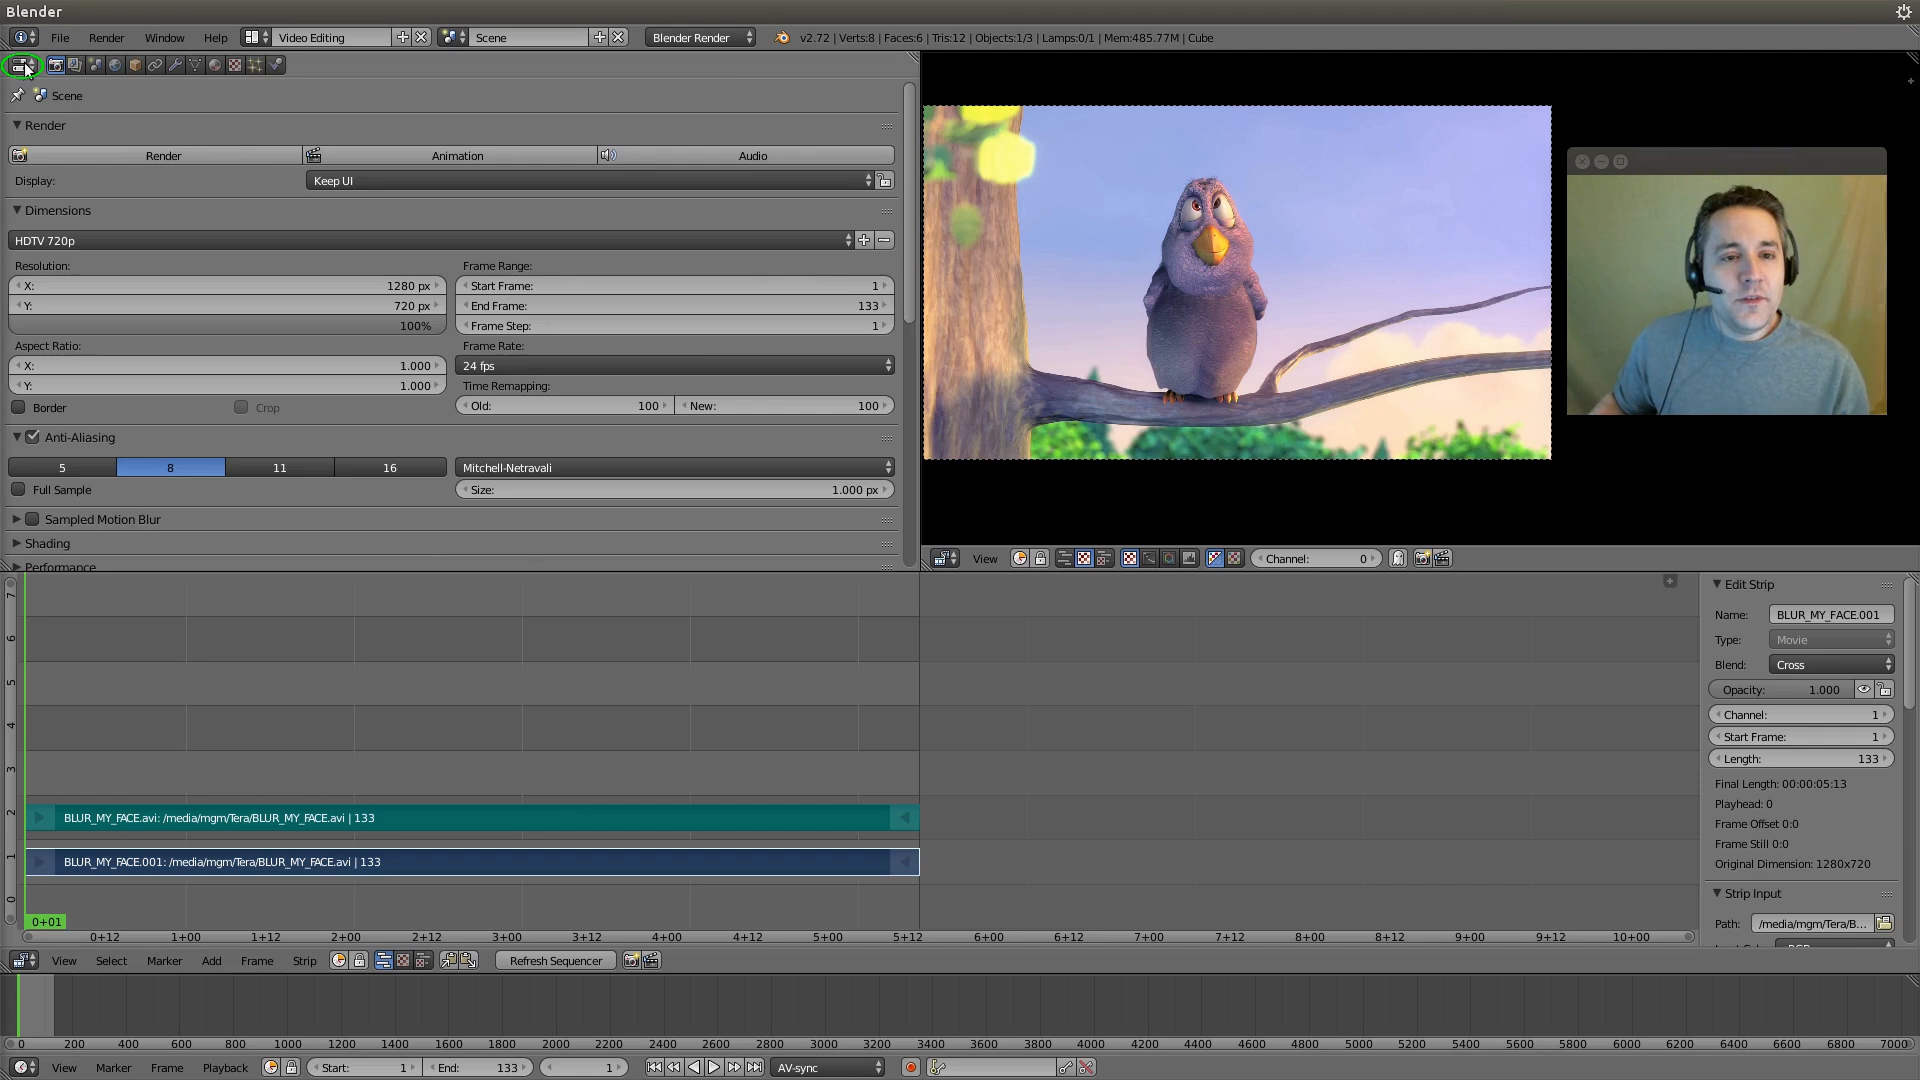 Blender
File Render Window Help Video Editing Scene Blender Render v2.72 | Verts:8 | Faces:6 | Tris:12 | Objects:1/3 | Lamps:0/1 | Mem:485.77M | Cube
Scene
Render
Render Animation Audio
Display: Keep UI
Dimensions
HDTV 720p
Resolution: Frame Range:
X: 1280 px Start Frame: 1
Y: 720 px End Frame: 133
100% Frame Step: 1
Aspect Ratio: Frame Rate:
X: 1.000 24 fps
Y: 1.000 Time Remapping:
Border Crop Old: 100 New: 100
Anti-Aliasing
5 8 11 16 Mitchell-Netravali
Full Sample Size: 1.000 px
Sampled Motion Blur
Shading
Performance
View Channel: 0
7
6
5
4
3
2
1
0
BLUR_MY_FACE.avi: /media/mgm/Tera/BLUR_MY_FACE.avi | 133
BLUR_MY_FACE.001: /media/mgm/Tera/BLUR_MY_FACE.avi | 133
0+01
0+12 1+00 1+12 2+00 2+12 3+00 3+12 4+00 4+12 5+00 5+12 6+00 6+12 7+00 7+12 8+00 8+12 9+00 9+12 10+00
Edit Strip
Name: BLUR_MY_FACE.001
Type: Movie
Blend: Cross
Opacity: 1.000
Channel: 1
Start Frame: 1
Length: 133
Final Length: 00:00:05:13
Playhead: 0
Frame Offset 0:0
Frame Still 0:0
Original Dimension: 1280x720
Strip Input
Path: /media/mgm/Tera/B...
View Select Marker Add Frame Strip Refresh Sequencer
0 200 400 600 800 1000 1200 1400 1600 1800 2000 2200 2400 2600 2800 3000 3200 3400 3600 3800 4000 4200 4400 4600 4800 5000 5200 5400 5600 5800 6000 6200 6400 6600 6800 7000
View Marker Frame Playback Start: 1 End: 133 1 AV-sync